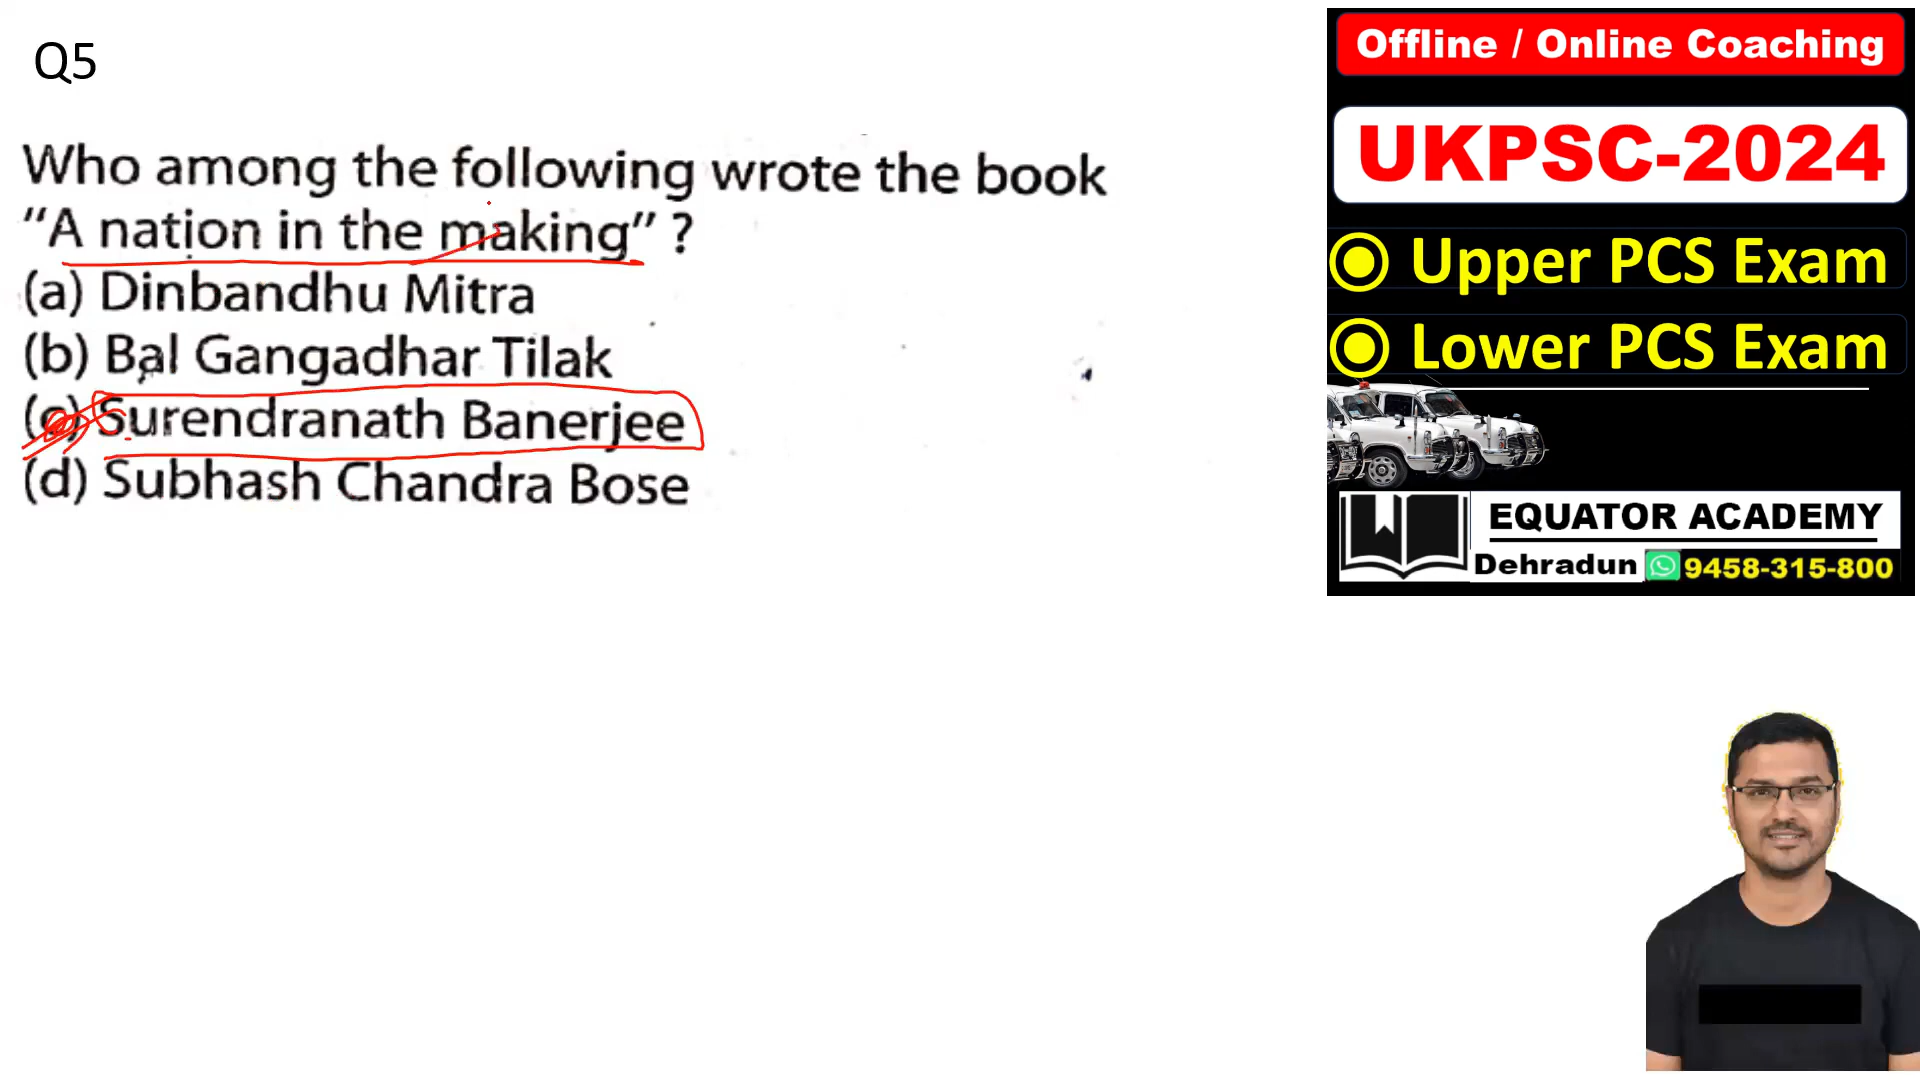 Q5
Who among the following wrote the book
"A nation in the making" ?
(a) Dinbandhu Mitra
(b) Bal Gangadhar Tilak
(c) Surendranath Banerjee
(d) Subhash Chandra Bose
Offline / Online Coaching
UKPSC-2024
Upper PCS Exam
Lower PCS Exam
EQUATOR ACADEMY
Dehradun 9458-315-800